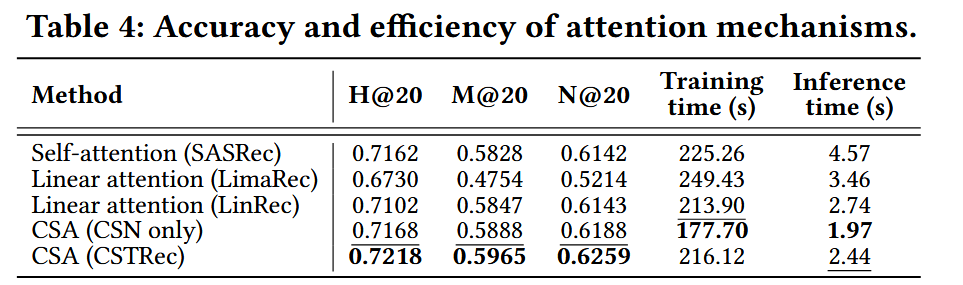 Table 4: Accuracy and efficiency of attention mechanisms.
Method H@20 M@20 N@20 Training time (s) Inference time (s)
Self-attention (SASRec) 0.7162 0.5828 0.6142 225.26 4.57
Linear attention (LimaRec) 0.6730 0.4754 0.5214 249.43 3.46
Linear attention (LinRec) 0.7102 0.5847 0.6143 213.90 2.74
CSA (CSN only) 0.7168 0.5888 0.6188 177.70 1.97
CSA (CSTRec) 0.7218 0.5965 0.6259 216.12 2.44